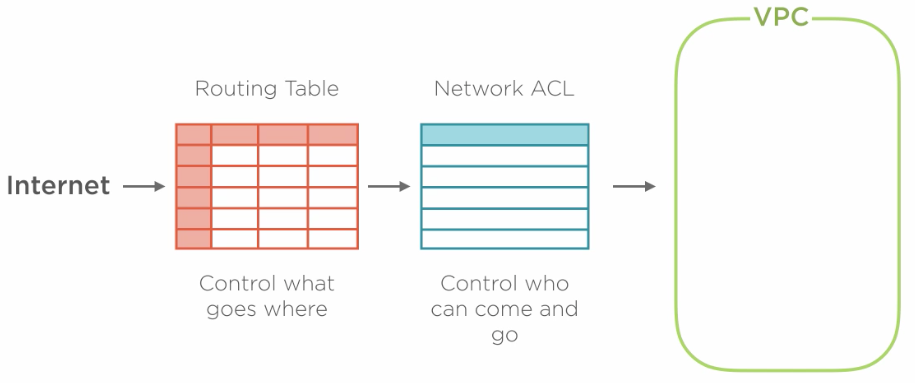 VPC
Routing Table
Network ACL
Internet
Control what
goes where
Control who
can come and
go